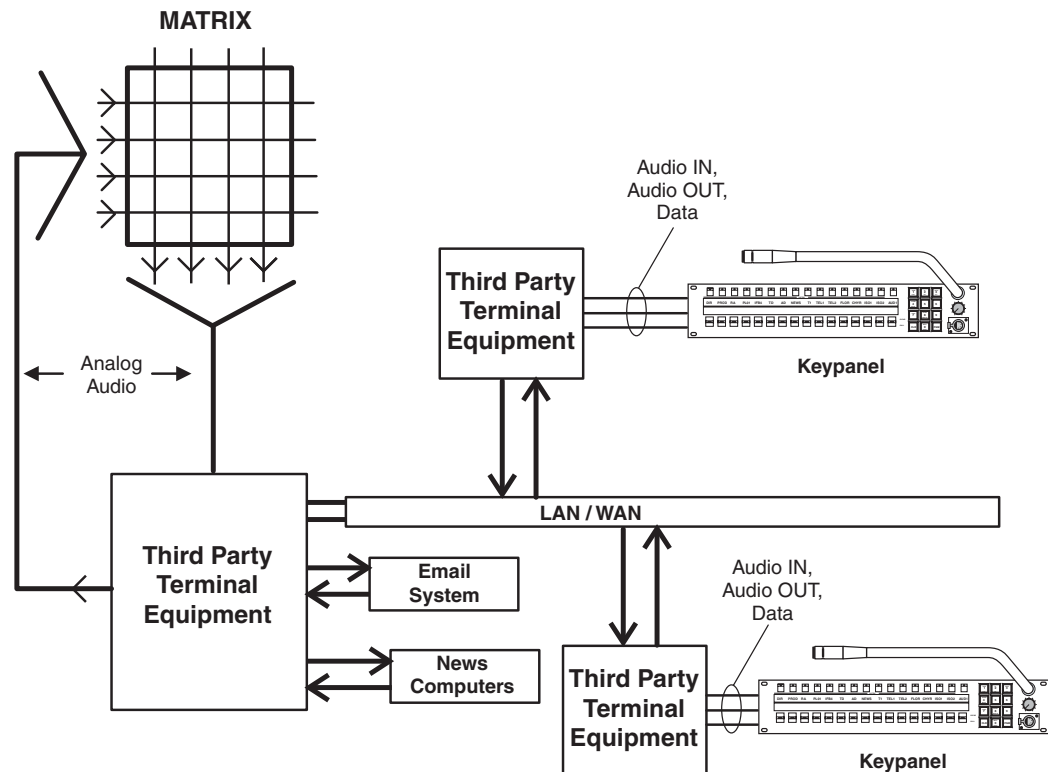 MATRIX
Audio IN,
Audio OUT,
Data
Third Party
Terminal
Equipment
Keypanel
Analog
Audio
LAN / WAN
Third Party
Terminal
Equipment
Email
System
News
Computers
Audio IN,
Audio OUT,
Data
Third Party
Terminal
Equipment
Keypanel